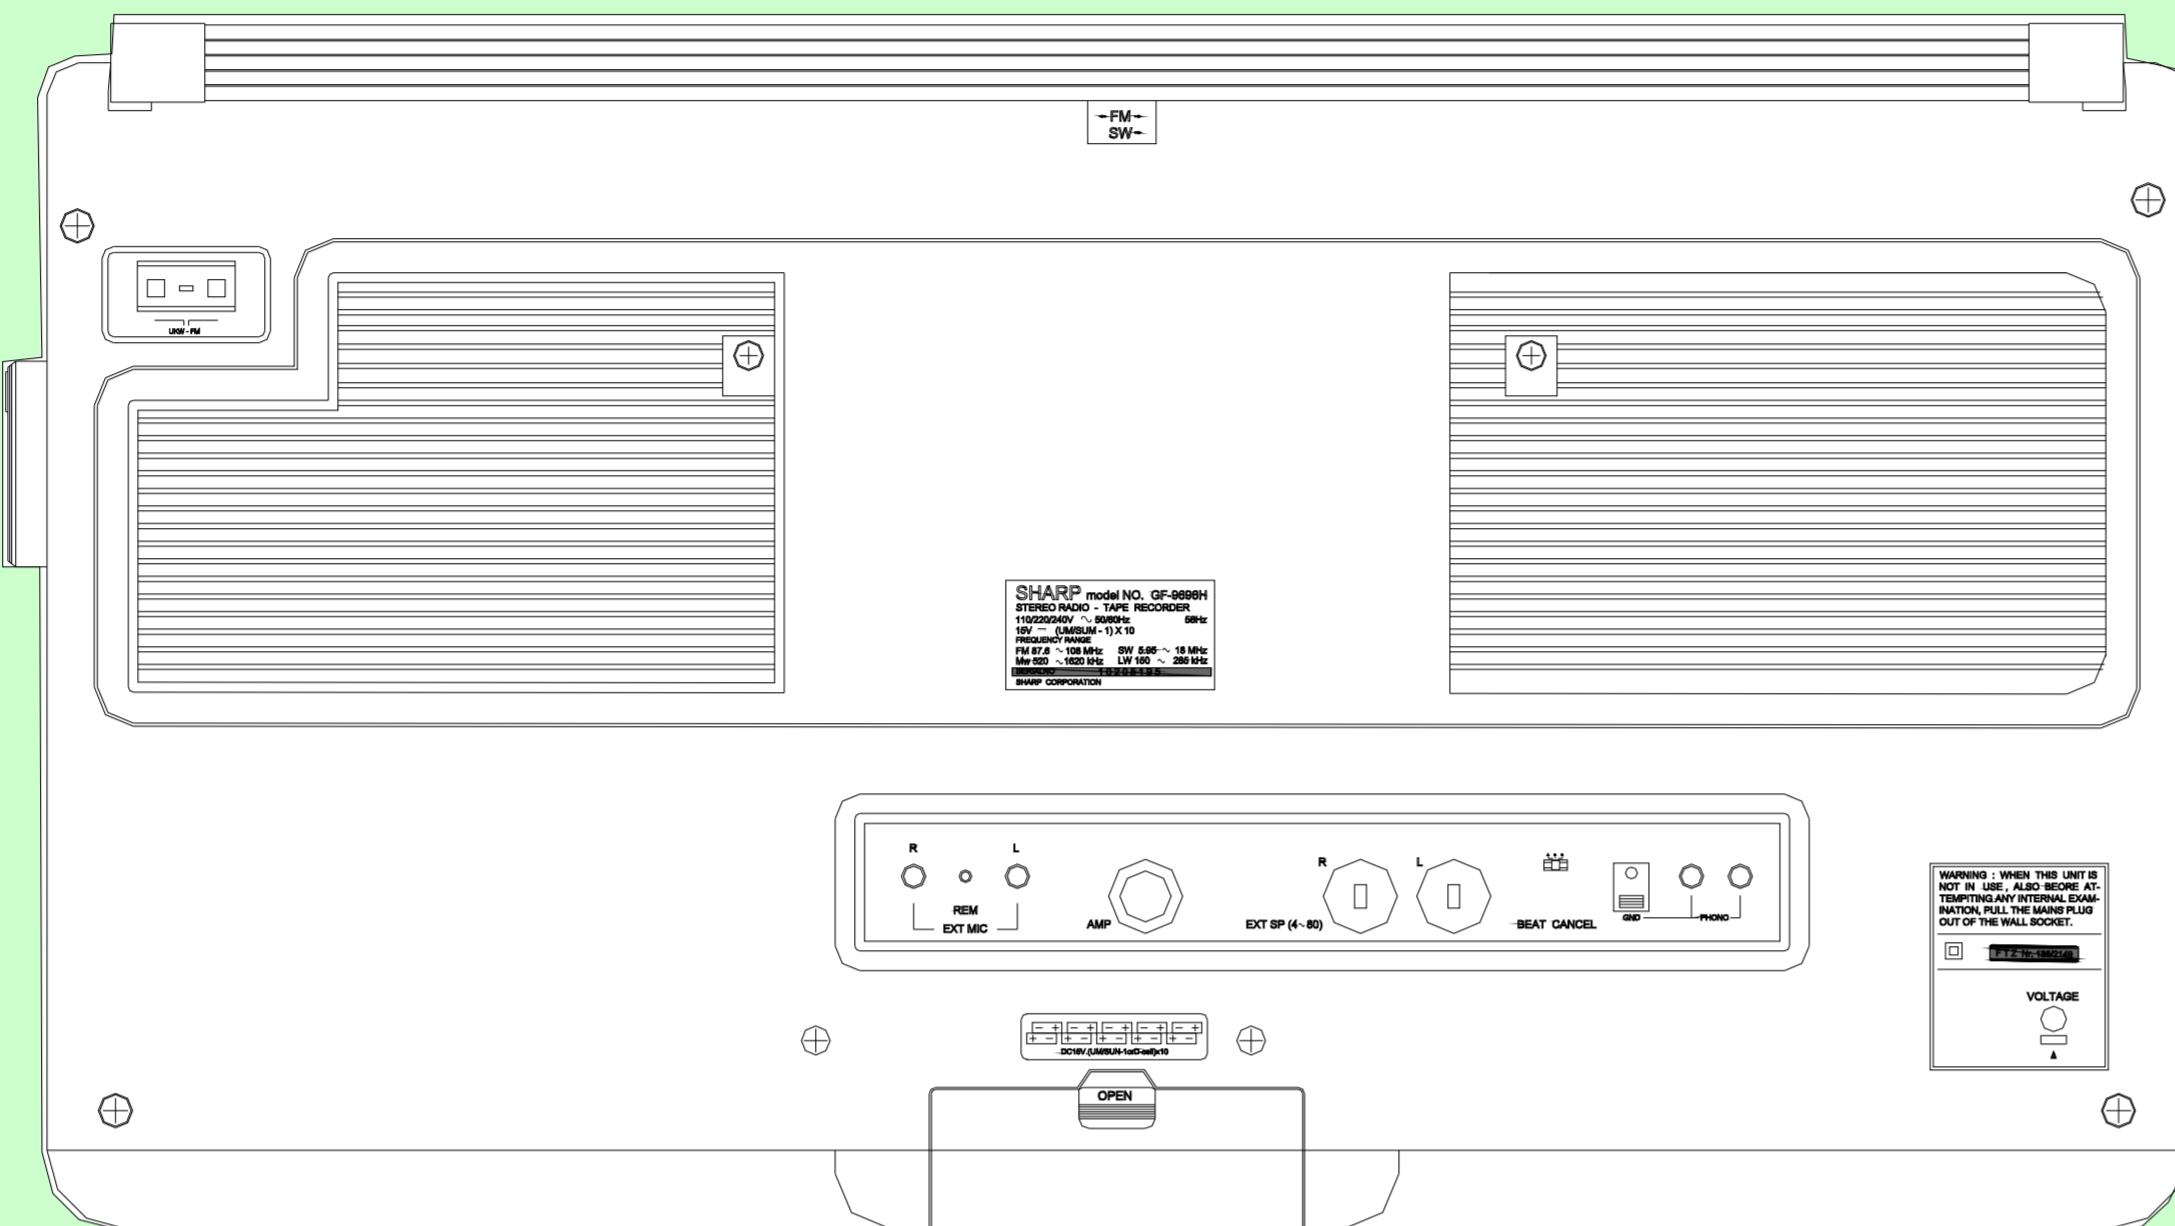 ←FM→
SW→
UKW - FM
SHARP model NO. GF-9696H
STEREO RADIO - TAPE RECORDER
110/220/240V ~ 50/60Hz 56Hz
15V ⎓ (UM/SUM - 1) X 10
FREQUENCY RANGE
FM 87.6 ~ 108 MHz SW 5.95 ~ 18 MHz
Mw 520 ~ 1620 kHz LW 150 ~ 285 kHz
SHARP CORPORATION
R L
REM
EXT MIC
AMP
R L
EXT SP (4~80)
BEAT CANCEL
GND PHONO
WARNING : WHEN THIS UNIT IS
NOT IN USE, ALSO BEORE AT-
TEMPITING ANY INTERNAL EXAM-
INATION, PULL THE MAINS PLUG
OUT OF THE WALL SOCKET.
VOLTAGE
- + - + - + - + - +
+ - + - + - + - + -
OPEN